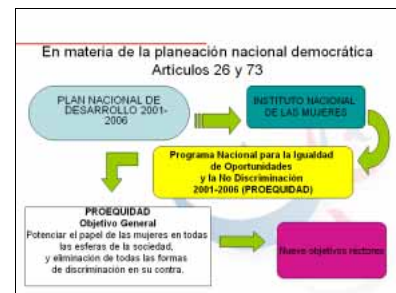 En materia de la planeación nacional democrática
Artículos 26 y 73
PLAN NACIONAL DE
DESARROLLO 2001-
2006
INSTITUTO NACIONAL
DE LAS MUJERES
Programa Nacional para la Igualdad
de Oportunidades
y la No Discriminación
2001-2006 (PROEQUIDAD)
PROEQUIDAD
Objetivo General
Potenciar el papel de las mujeres en todas
las esferas de la sociedad,
y eliminación de todas las formas
de discriminación en su contra.
Nueve objetivos rectores